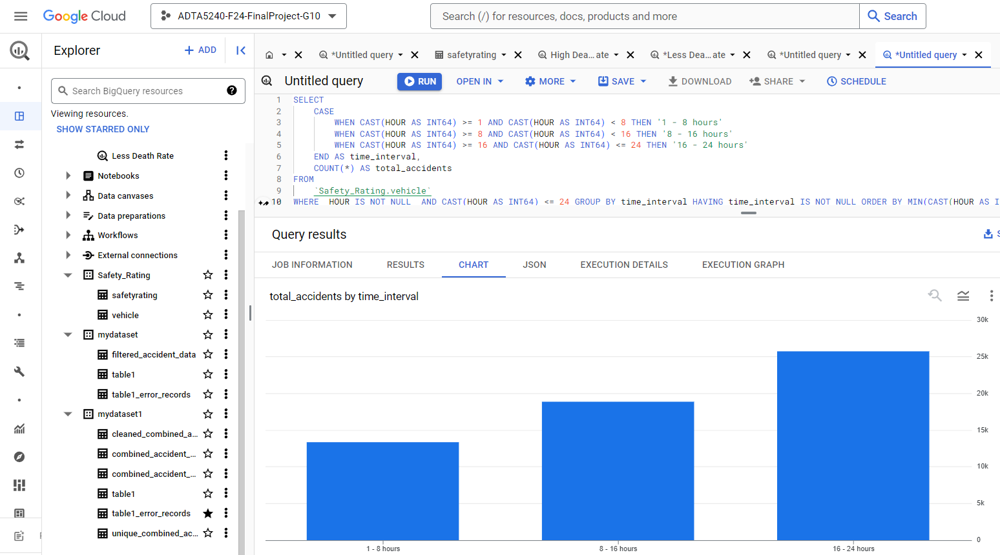 Google Cloud
ADTA5240-F24-FinalProject-G10
Search (/) for resources, docs, products and more
Search
Explorer
+ ADD
Search BigQuery resources
Viewing resources.
SHOW STARRED ONLY
Less Death Rate
Notebooks
Data canvases
Data preparations
Workflows
External connections
Safety_Rating
safetyrating
vehicle
mydataset
filtered_accident_data
table1
table1_error_records
mydataset1
cleaned_combined_a...
combined_accident_...
combined_accident_...
table1
table1_error_records
unique_combined_ac...
*Untitled query
safetyrating
High Dea... ate
*Less Dea... ate
*Untitled query
*Untitled query
Untitled query
RUN
OPEN IN
MORE
SAVE
DOWNLOAD
SHARE
SCHEDULE
1 SELECT
2 CASE
3 WHEN CAST(HOUR AS INT64) >= 1 AND CAST(HOUR AS INT64) < 8 THEN '1 - 8 hours'
4 WHEN CAST(HOUR AS INT64) >= 8 AND CAST(HOUR AS INT64) < 16 THEN '8 - 16 hours'
5 WHEN CAST(HOUR AS INT64) >= 16 AND CAST(HOUR AS INT64) <= 24 THEN '16 - 24 hours'
6 END AS time_interval,
7 COUNT(*) AS total_accidents
8 FROM
9 `Safety_Rating.vehicle`
10 WHERE HOUR IS NOT NULL AND CAST(HOUR AS INT64) <= 24 GROUP BY time_interval HAVING time_interval IS NOT NULL ORDER BY MIN(CAST(HOUR AS I
Query results
JOB INFORMATION
RESULTS
CHART
JSON
EXECUTION DETAILS
EXECUTION GRAPH
total_accidents by time_interval
30k
25k
20k
15k
10k
5k
0
1 - 8 hours
8 - 16 hours
16 - 24 hours